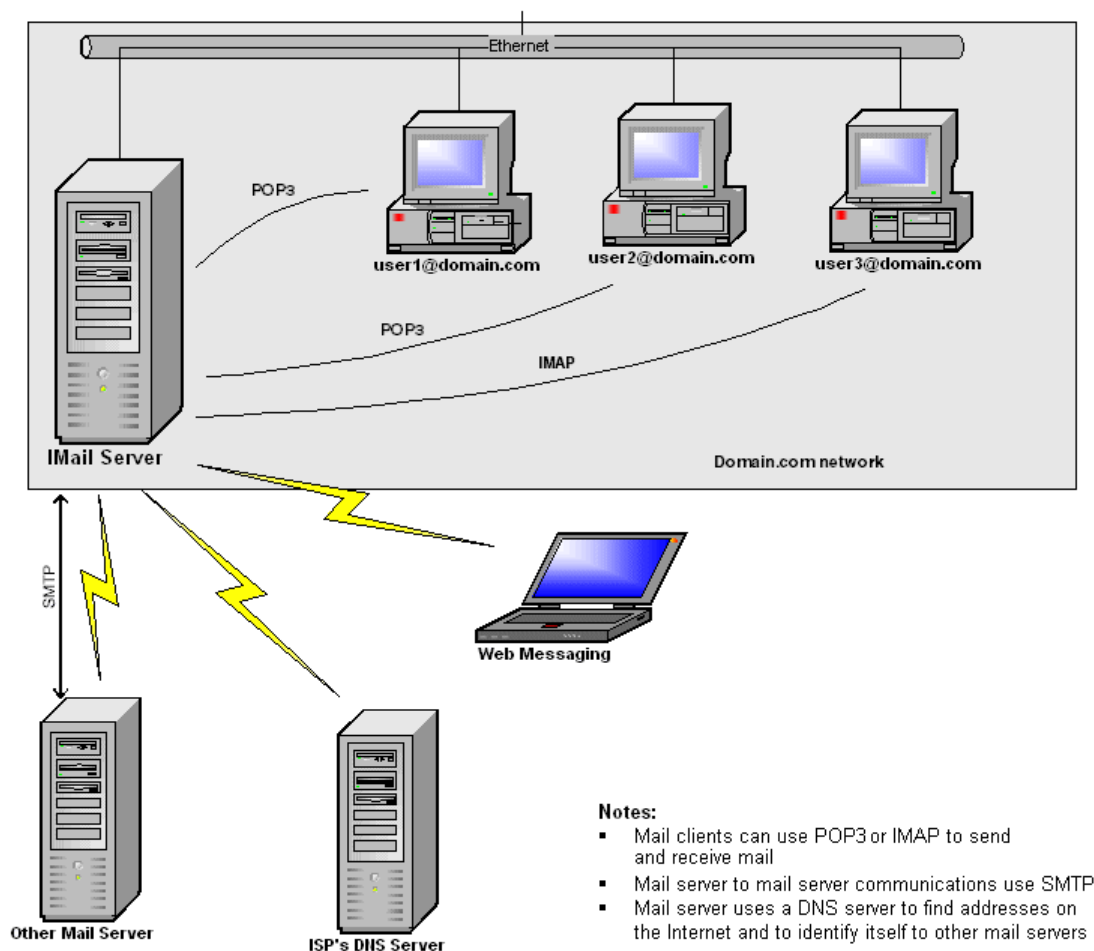 Ethernet
POP3
user1@domain.com
user2@domain.com
user3@domain.com
POP3
IMAP
IMail Server
Domain.com network
SMTP
Web Messaging
Other Mail Server
ISP's DNS Server
Notes:
▪ Mail clients can use POP3 or IMAP to send
and receive mail
▪ Mail server to mail server communications use SMTP
▪ Mail server uses a DNS server to find addresses on
the Internet and to identify itself to other mail servers